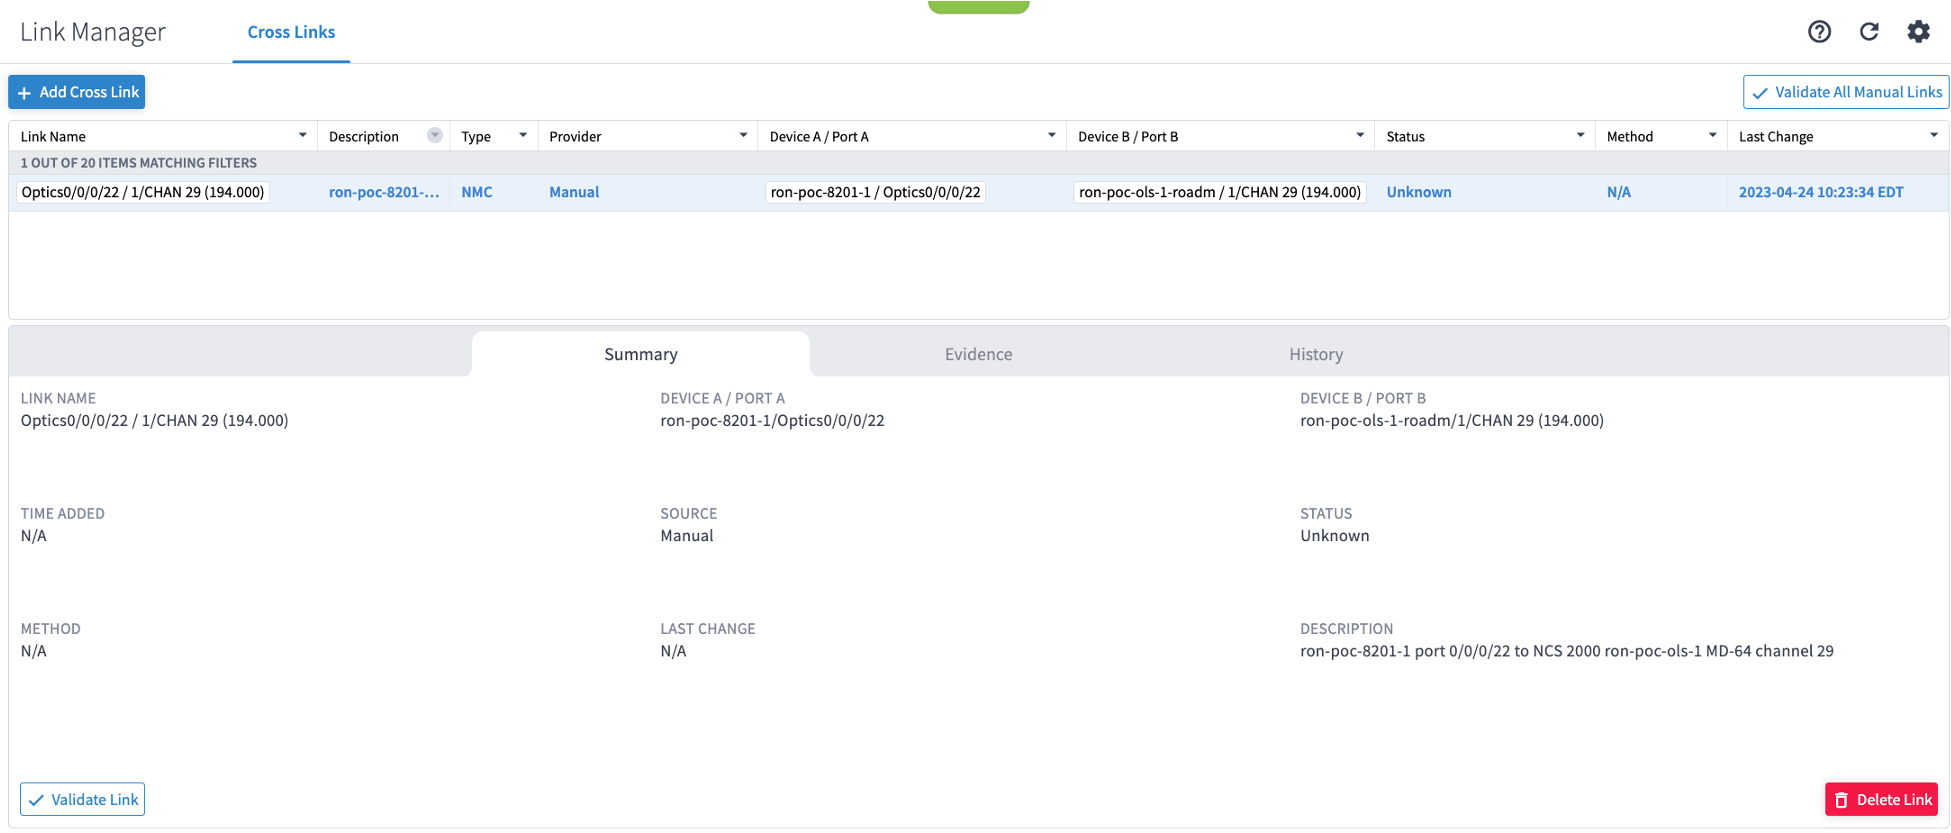 Link Manager
Cross Links
Add Cross Link
Validate All Manual Links
Link Name Description Type Provider Device A / Port A Device B / Port B Status Method Last Change
1 OUT OF 20 ITEMS MATCHING FILTERS
Optics0/0/0/22 / 1/CHAN 29 (194.000) ron-poc-8201-... NMC Manual ron-poc-8201-1 / Optics0/0/0/22 ron-poc-ols-1-roadm / 1/CHAN 29 (194.000) Unknown N/A 2023-04-24 10:23:34 EDT
Summary Evidence History
LINK NAME DEVICE A / PORT A DEVICE B / PORT B
Optics0/0/0/22 / 1/CHAN 29 (194.000) ron-poc-8201-1/Optics0/0/0/22 ron-poc-ols-1-roadm/1/CHAN 29 (194.000)
TIME ADDED SOURCE STATUS
N/A Manual Unknown
METHOD LAST CHANGE DESCRIPTION
N/A N/A ron-poc-8201-1 port 0/0/0/22 to NCS 2000 ron-poc-ols-1 MD-64 channel 29
Validate Link Delete Link